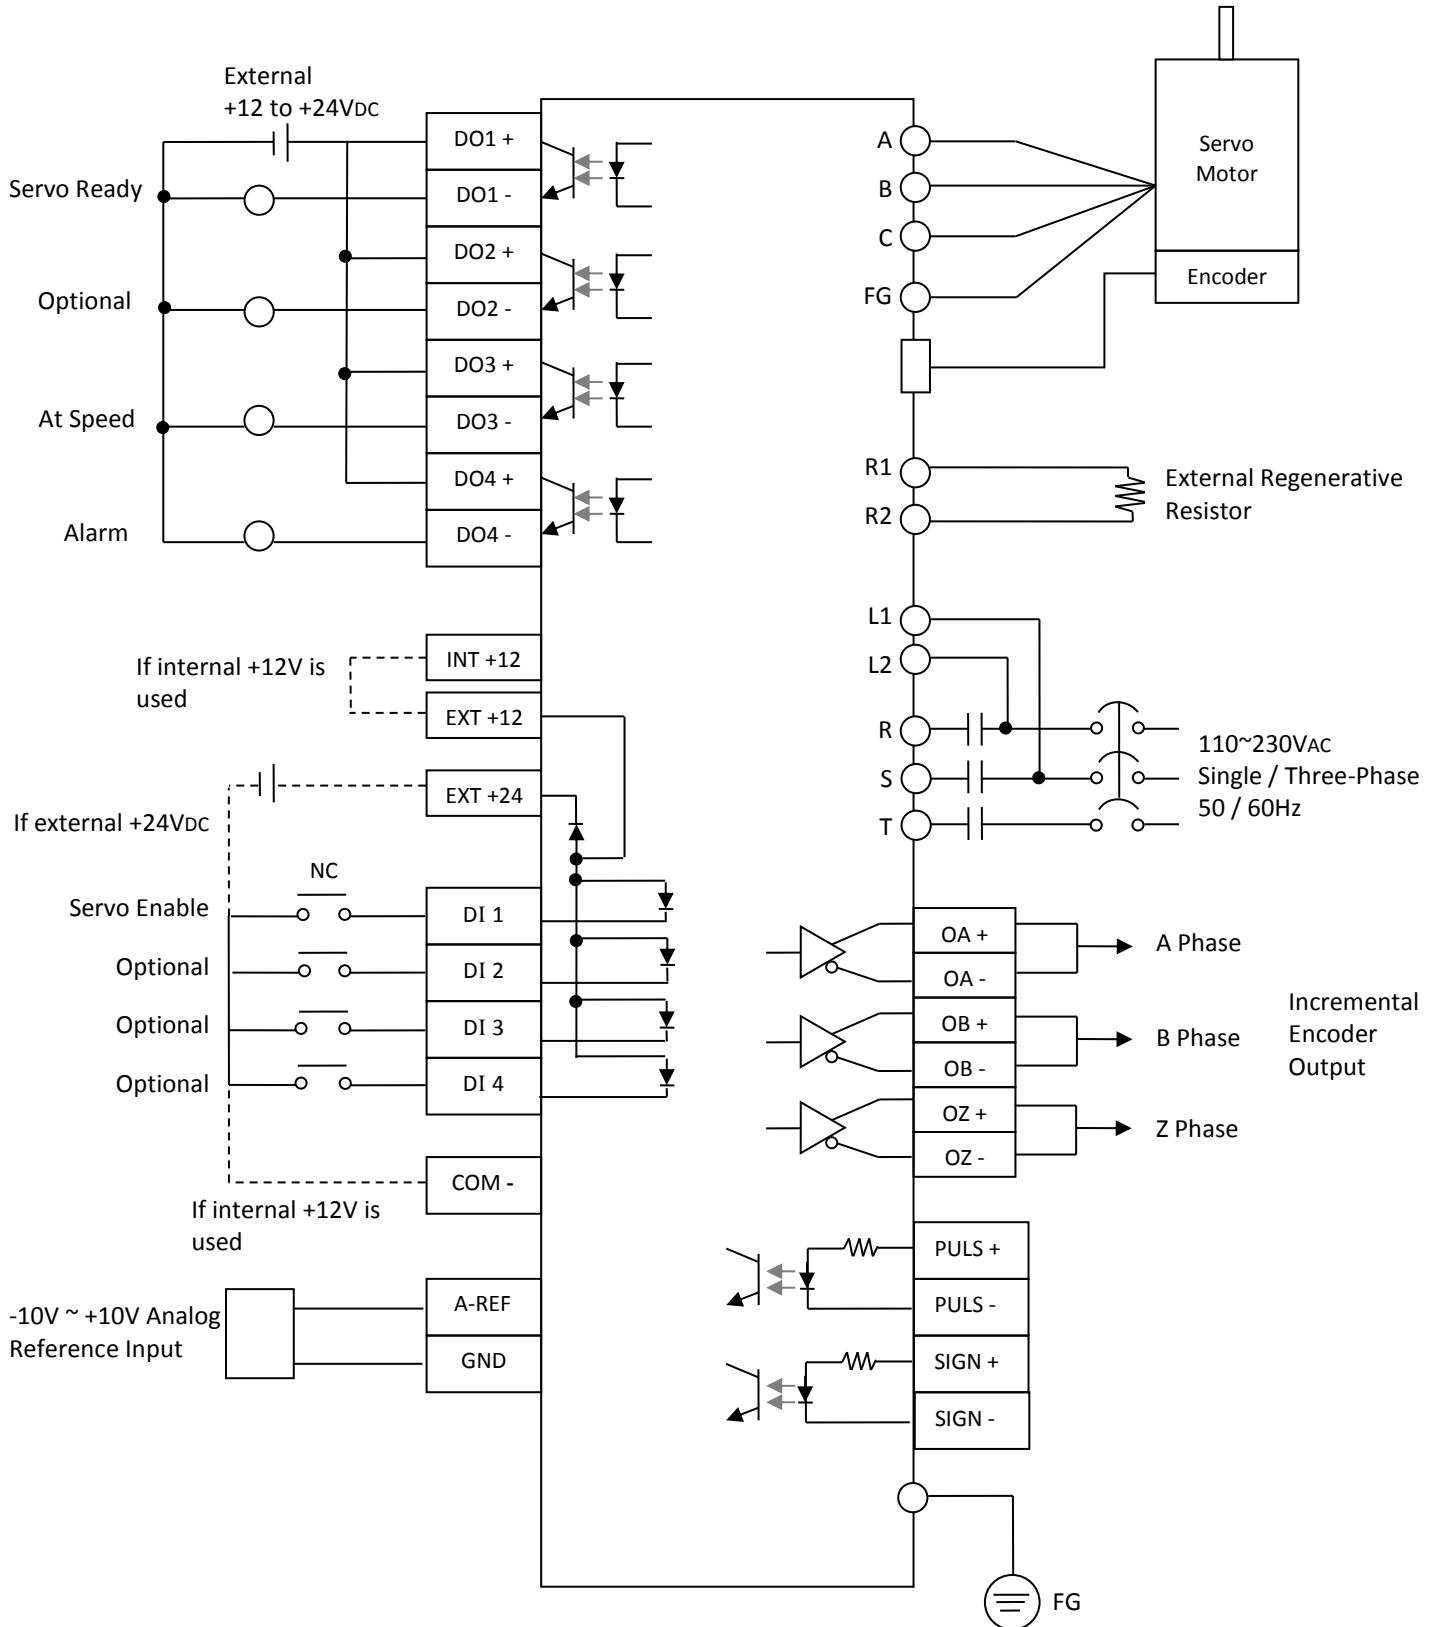 External
+12 to +24VDC
Servo Ready
Optional
At Speed
Alarm
DO1 +
DO1 -
DO2 +
DO2 -
DO3 +
DO3 -
DO4 +
DO4 -
If internal +12V is
used
INT +12
EXT +12
EXT +24
If external +24VDC
NC
Servo Enable
Optional
Optional
Optional
DI 1
DI 2
DI 3
DI 4
COM -
If internal +12V is
used
-10V ~ +10V Analog
Reference Input
A-REF
GND
A
B
C
FG
Servo
Motor
Encoder
R1
R2
External Regenerative
Resistor
L1
L2
R
S
T
110~230VAC
Single / Three-Phase
50 / 60Hz
OA +
OA -
OB +
OB -
OZ +
OZ -
A Phase
B Phase
Z Phase
Incremental
Encoder
Output
PULS +
PULS -
SIGN +
SIGN -
FG